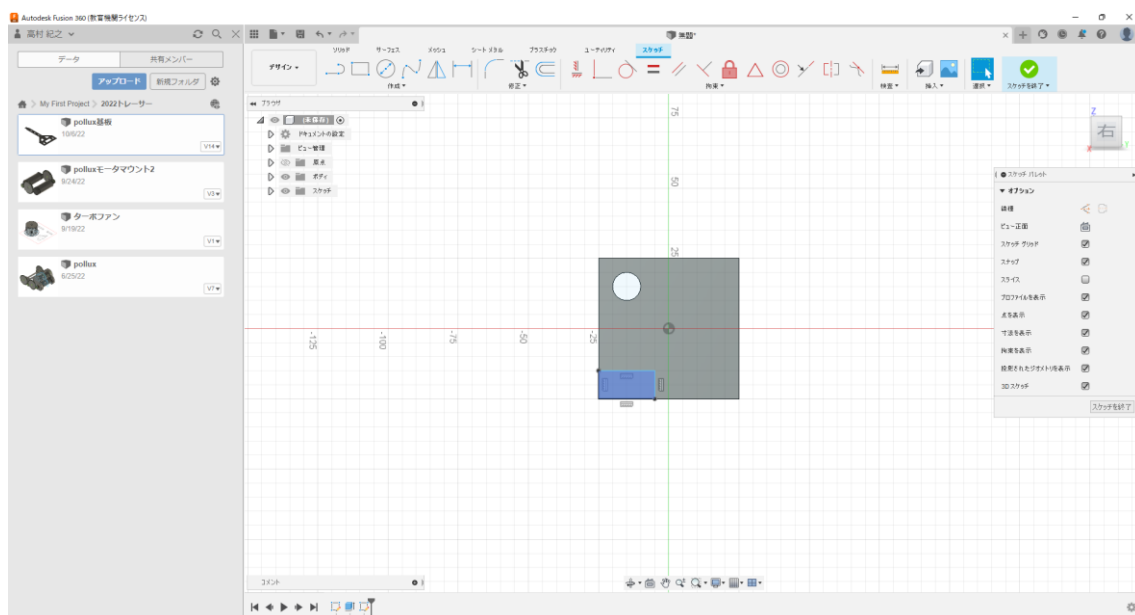 Autodesk Fusion 360 (教育機関ライセンス)
高村 紀之
無題*
データ
共有メンバー
アップロード
新規フォルダ
My First Project > 2022トレーサー
pollux基板
10/6/22
V14
polluxモータマウント2
9/24/22
V3
ターボファン
9/19/22
V1
pollux
6/25/22
V7
ソリッド
サーフェス
メッシュ
シート メタル
プラスチック
ユーティリティ
スケッチ
デザイン
作成
修正
拘束
検査
挿入
選択
スケッチを終了
ブラウザ
(未保存)
ドキュメントの設定
ビュー管理
原点
ボディ
スケッチ
75
50
25
-125
-100
-75
-50
-25
Z
右
X
Y
スケッチ パレット
オプション
線種
ビュー正面
スケッチ グリッド
スナップ
スライス
プロファイルを表示
点を表示
寸法を表示
拘束を表示
投影されたジオメトリを表示
3D スケッチ
スケッチを終了
コメント